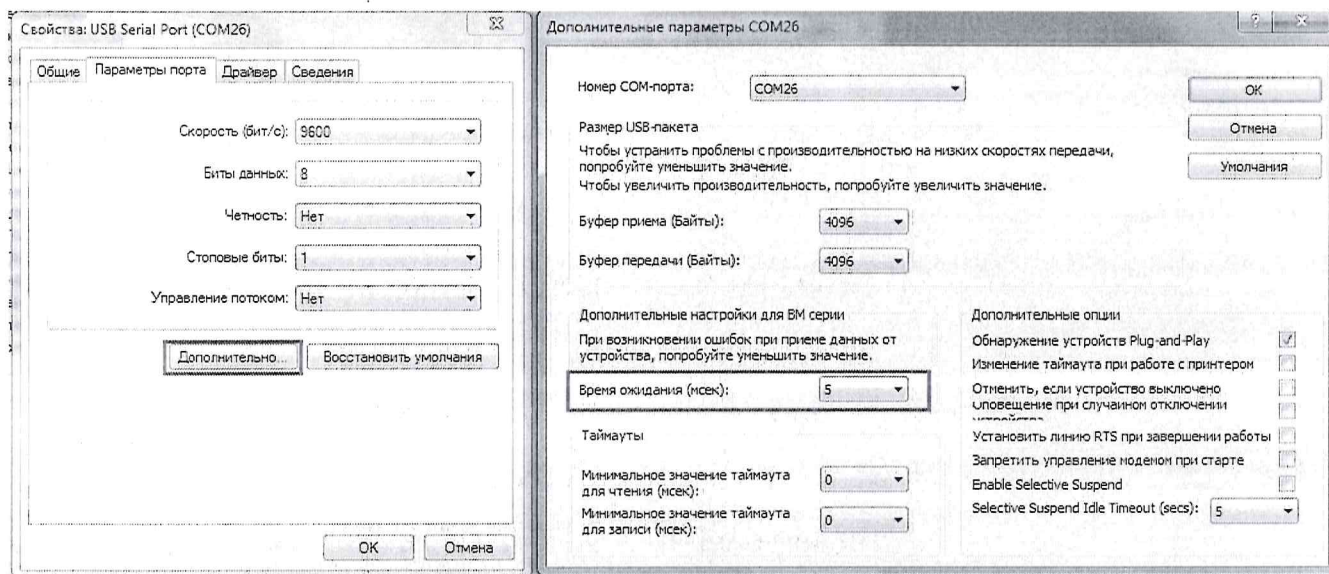 Свойства: USB Serial Port (COM26)
Общие Параметры порта Драйвер Сведения
Скорость (бит/с): 9600
Биты данных: 8
Четность: Нет
Стоповые биты: 1
Управление потоком: Нет
Дополнительно... Восстановить умолчания
OK Отмена
Дополнительные параметры COM26
Номер COM-порта: COM26
OK
Размер USB-пакета
Отмена
Чтобы устранить проблемы с производительностью на низких скоростях передачи,
попробуйте уменьшить значение.
Умолчания
Чтобы увеличить производительность, попробуйте увеличить значение.
Буфер приема (Байты): 4096
Буфер передачи (Байты): 4096
Дополнительные настройки для ВМ серии
При возникновении ошибок при приеме данных от
устройства, попробуйте уменьшить значение.
Время ожидания (мсек): 5
Таймауты
Минимальное значение таймаута
для чтения (мсек): 0
Минимальное значение таймаута
для записи (мсек): 0
Дополнительные опции
Обнаружение устройств Plug-and-Play
Изменение таймаута при работе с принтером
Отменить, если устройство выключено
Оповещение при случайном отключении
Установить линию RTS при завершении работы
Запретить управление модемом при старте
Enable Selective Suspend
Selective Suspend Idle Timeout (secs): 5